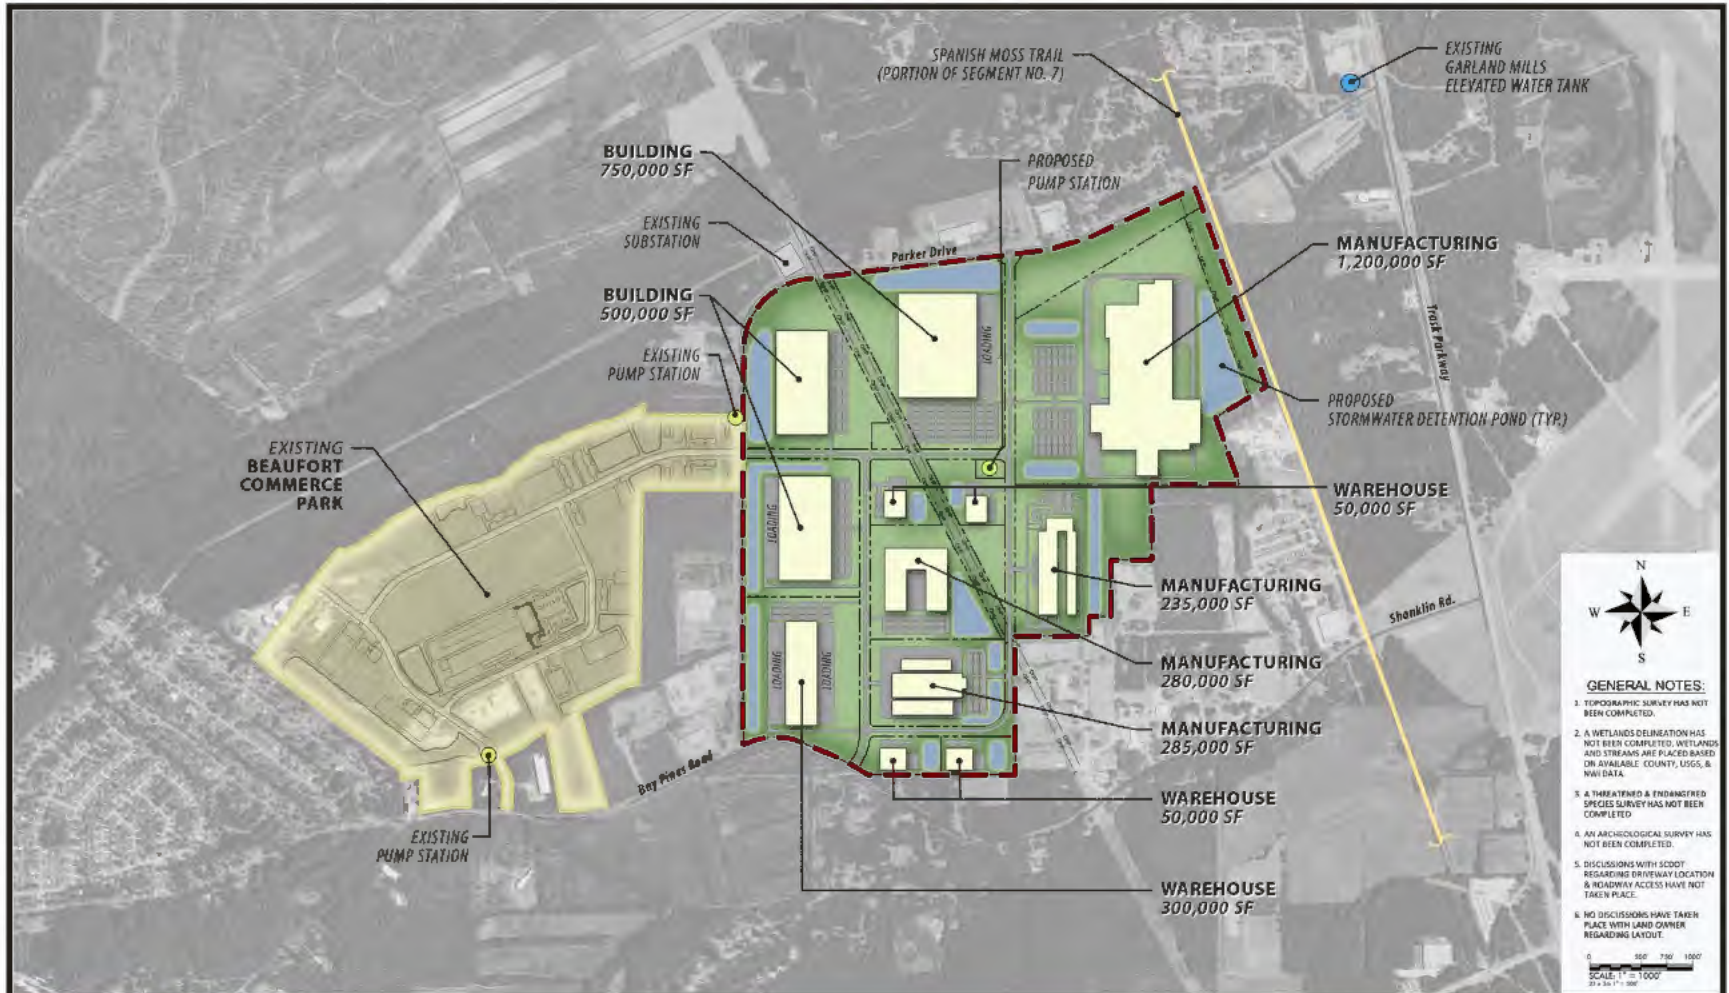 SPANISH MOSS TRAIL
(PORTION OF SEGMENT NO. 7)
EXISTING
GARLAND MILLS
ELEVATED WATER TANK
BUILDING
750,000 SF
PROPOSED
PUMP STATION
EXISTING
SUBSTATION
Parker Drive
MANUFACTURING
1,200,000 SF
BUILDING
500,000 SF
LOADING
Trask Parkway
EXISTING
PUMP STATION
PROPOSED
STORMWATER DETENTION POND (TYP.)
EXISTING
BEAUFORT
COMMERCE
PARK
WAREHOUSE
50,000 SF
LOADING
MANUFACTURING
235,000 SF
Shanklin Rd.
LOADING
LOADING
MANUFACTURING
280,000 SF
MANUFACTURING
285,000 SF
Bay Pines Road
WAREHOUSE
50,000 SF
EXISTING
PUMP STATION
WAREHOUSE
300,000 SF
N
W
E
S
GENERAL NOTES:
1. TOPOGRAPHIC SURVEY HAS NOT
BEEN COMPLETED.
2. A WETLANDS DELINEATION HAS
NOT BEEN COMPLETED. WETLANDS
AND STREAMS ARE PLACED BASED
ON AVAILABLE COUNTY, USGS, &
NWI DATA.
3. A THREATENED & ENDANGERED
SPECIES SURVEY HAS NOT BEEN
COMPLETED
4. AN ARCHEOLOGICAL SURVEY HAS
NOT BEEN COMPLETED.
5. DISCUSSIONS WITH SCDOT
REGARDING DRIVEWAY LOCATION
& ROADWAY ACCESS HAVE NOT
TAKEN PLACE.
6. NO DISCUSSIONS HAVE TAKEN
PLACE WITH LAND OWNER
REGARDING LAYOUT.
0 500' 750' 1000'
SCALE: 1" = 1000'